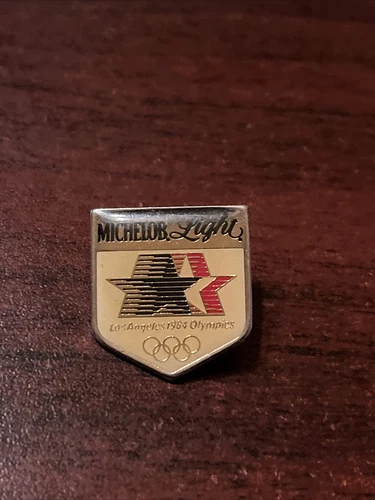 MICHELOB Light
Los Angeles 1984 Olympics